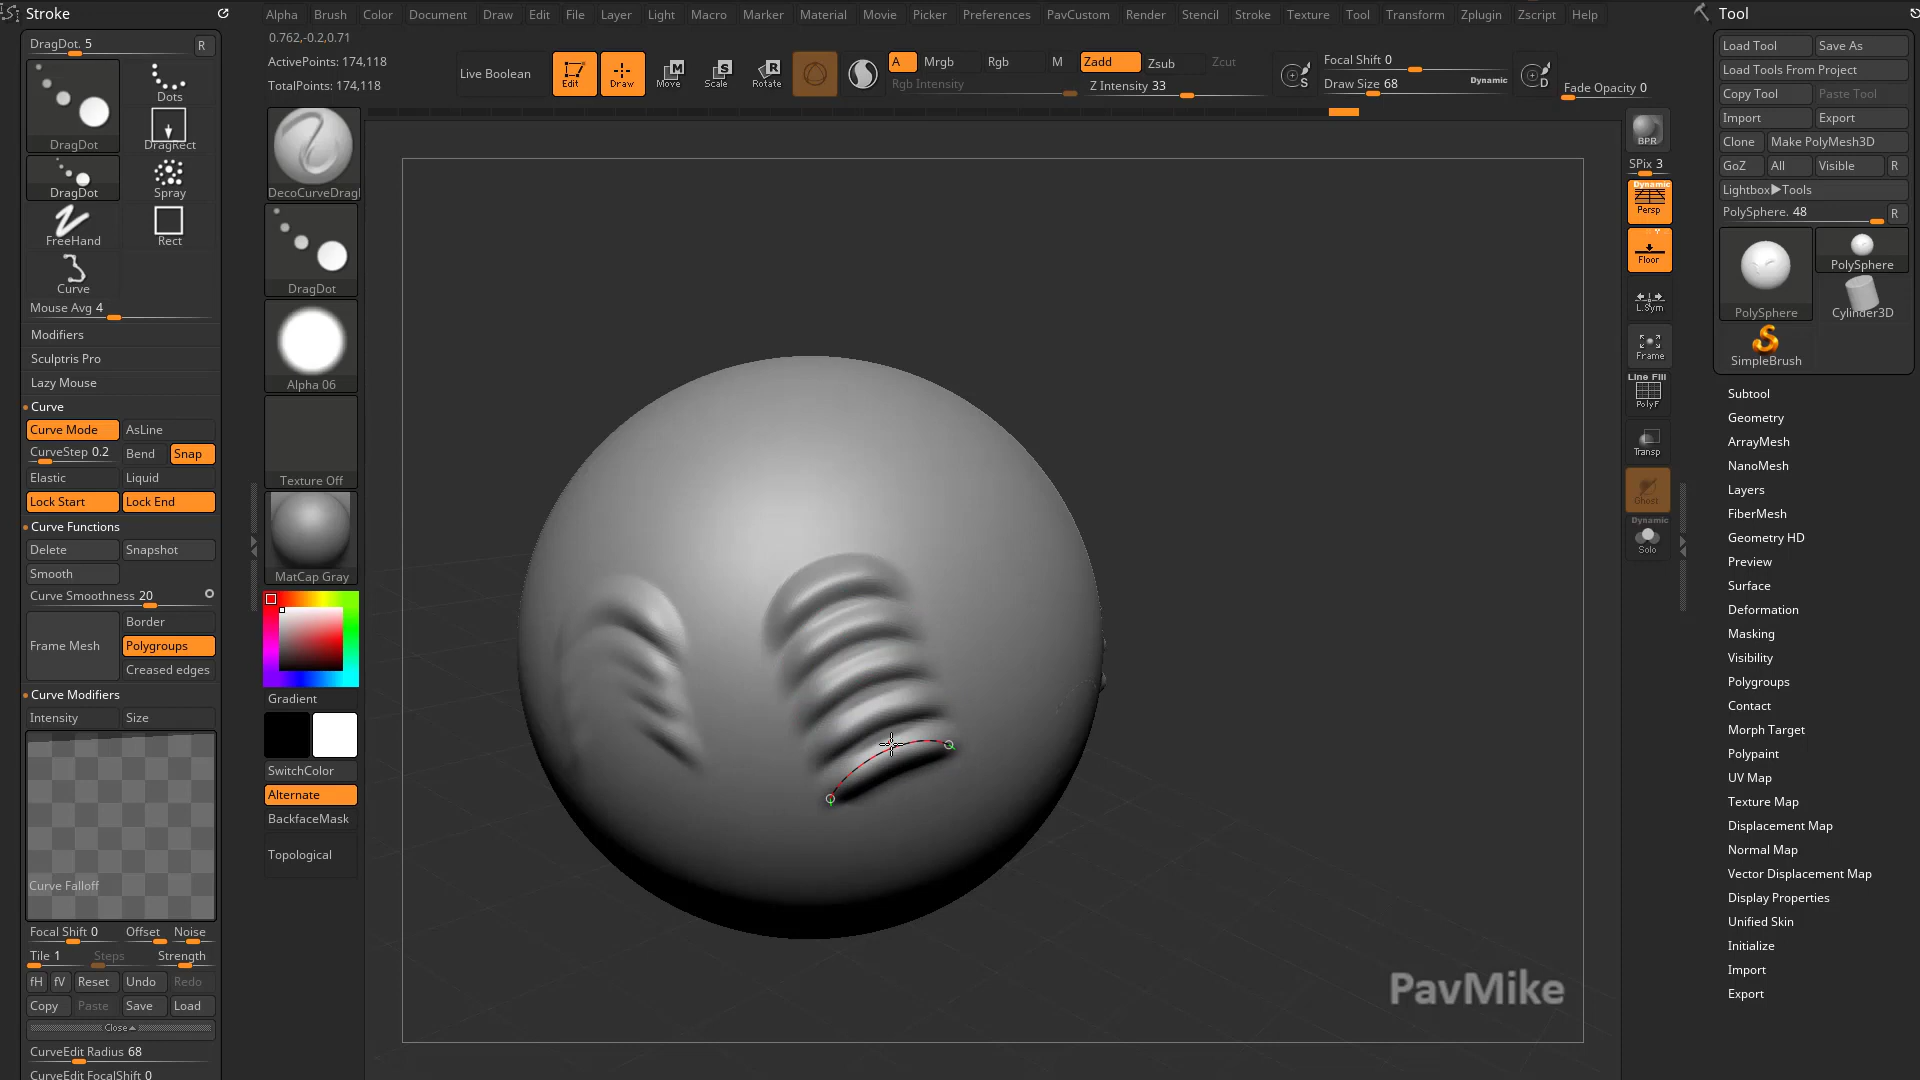 Stroke
Alpha Brush Color Document Draw Edit File Layer Light Macro Marker Material Movie Picker Preferences PavCustom Render Stencil Stroke Texture Tool Transform Zplugin Zscript Help
Tool
0.762,-0.2,0.71
ActivePoints: 174,118
TotalPoints: 174,118
Live Boolean
Edit
Draw
Move
Scale
Rotate
A
Mrgb
Rgb
M
Rgb Intensity
Zadd
Zsub
Zcut
Z Intensity 33
S
Focal Shift 0
Draw Size 68
Dynamic
D
Fade Opacity 0
DragDot. 5
R
DragDot
Dots
DragRect
DragDot
Spray
FreeHand
Rect
Curve
Mouse Avg 4
Modifiers
Sculptris Pro
Lazy Mouse
Curve
Curve Mode
AsLine
CurveStep 0.2
Bend
Snap
Elastic
Liquid
Lock Start
Lock End
Curve Functions
Delete
Snapshot
Smooth
Curve Smoothness 20
Frame Mesh
Border
Polygroups
Creased edges
Curve Modifiers
Intensity
Size
Curve Falloff
Focal Shift 0
Offset
Noise
Tile 1
Steps
Strength
fH
fV
Reset
Undo
Redo
Copy
Paste
Save
Load
Close
CurveEdit Radius 68
CurveEdit FocalShift 0
DecoCurveDragI
DragDot
Alpha 06
Texture Off
MatCap Gray
Gradient
SwitchColor
Alternate
BackfaceMask
Topological
PavMike
BPR
SPix 3
Dynamic
Persp
Floor
L.Sym
Frame
Line Fill
PolyF
Transp
Ghost
Dynamic
Solo
Load Tool
Save As
Load Tools From Project
Copy Tool
Paste Tool
Import
Export
Clone
Make PolyMesh3D
GoZ
All
Visible
R
Lightbox▶Tools
PolySphere. 48
R
PolySphere
PolySphere
Cylinder3D
SimpleBrush
Subtool
Geometry
ArrayMesh
NanoMesh
Layers
FiberMesh
Geometry HD
Preview
Surface
Deformation
Masking
Visibility
Polygroups
Contact
Morph Target
Polypaint
UV Map
Texture Map
Displacement Map
Normal Map
Vector Displacement Map
Display Properties
Unified Skin
Initialize
Import
Export